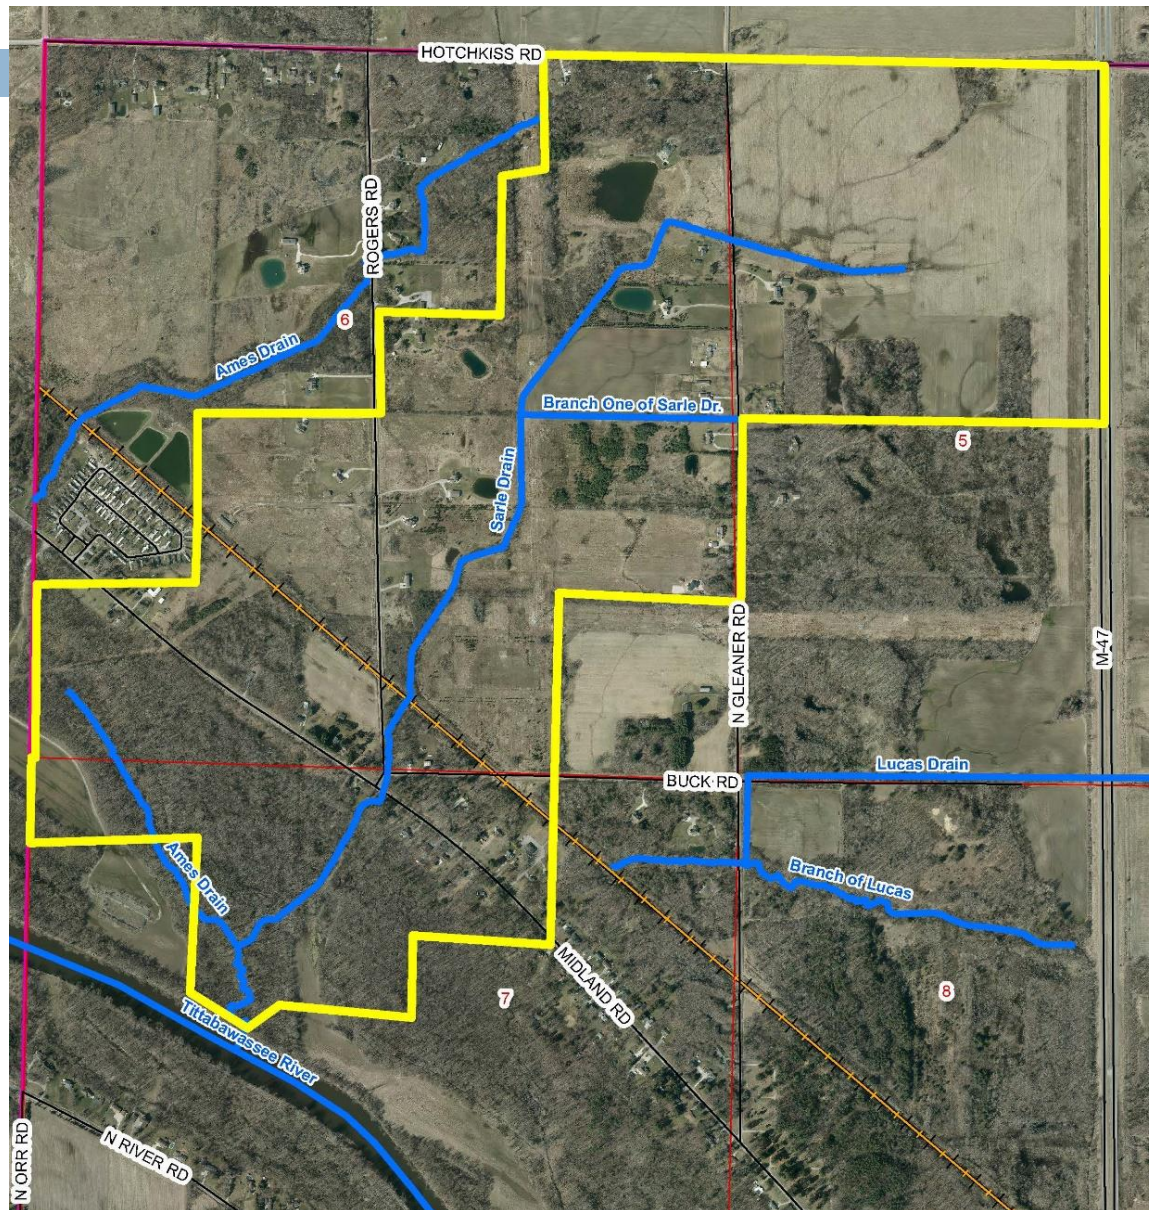 HOTCHKISS RD
ROGERS RD
6
Ames Drain
Branch One of Sarle Dr.
5
Sarle Drain
N GLEANER RD
M-47
Lucas Drain
BUCK RD
Ames Drain
Branch of Lucas
MIDLAND RD
7
8
Tittabawassee River
N ORR RD
N RIVER RD